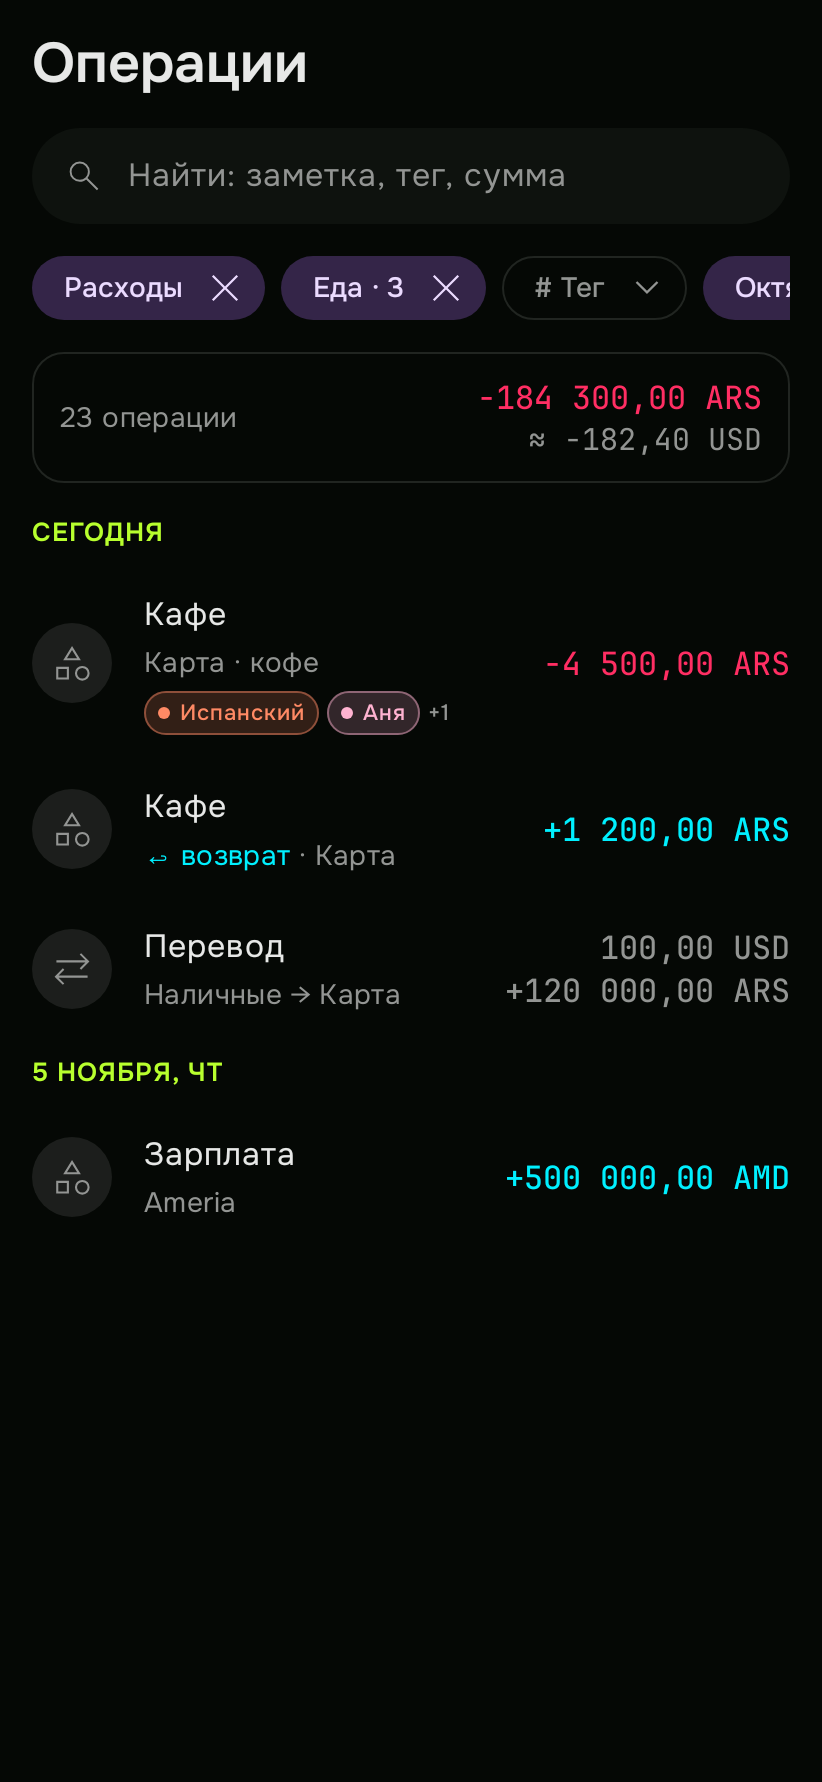 Операции
Найти: заметка, тег, сумма
Расходы
Еда · 3
# Тег
Октя
23 операции
-184 300,00 ARS
≈ -182,40 USD
СЕГОДНЯ
Кафе
Карта · кофе
-4 500,00 ARS
Испанский
Аня
+1
Кафе
↩ возврат · Карта
+1 200,00 ARS
Перевод
100,00 USD
Наличные → Карта
+120 000,00 ARS
5 НОЯБРЯ, ЧТ
Зарплата
Ameria
+500 000,00 AMD